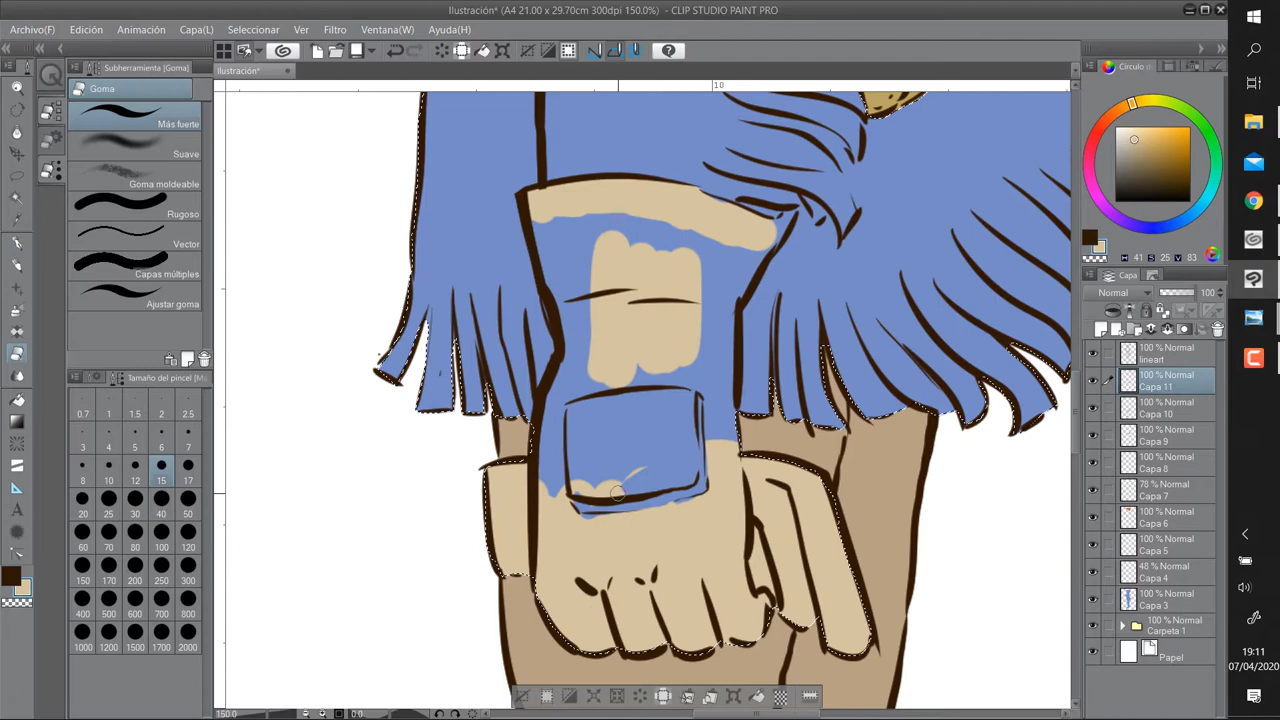 Ilustración* (A4 21.00 x 29.70cm 300dpi 150.0%) - CLIP STUDIO PAINT PRO
Archivo(F) Edición Animación Capa(L) Seleccionar Ver Filtro Ventana(W) Ayuda(H)
Subherramienta [Goma]
Goma
Más fuerte
Suave
Goma moldeable
Rugoso
Vector
Capas múltiples
Ajustar goma
Tamaño del pincel [M
0.7 1 1.5 2 2.5
3 4 5 6 7
8 10 12 15 17
20 25 30 40 50
60 70 80 100 120
150 170 200 250 300
400 500 600 700 800
1000 1200 1500 1700 2000
Ilustración*
10
150.0 0.0
Círculo
H 41 S 25 V 83
Capa
Normal 100
100 % Normal
lineart
100 % Normal
Capa 11
100 % Normal
Capa 10
100 % Normal
Capa 9
100 % Normal
Capa 8
78 % Normal
Capa 7
100 % Normal
Capa 6
100 % Normal
Capa 5
48 % Normal
Capa 4
100 % Normal
Capa 3
100 % Normal
Carpeta 1
Papel
19:11
07/04/2020